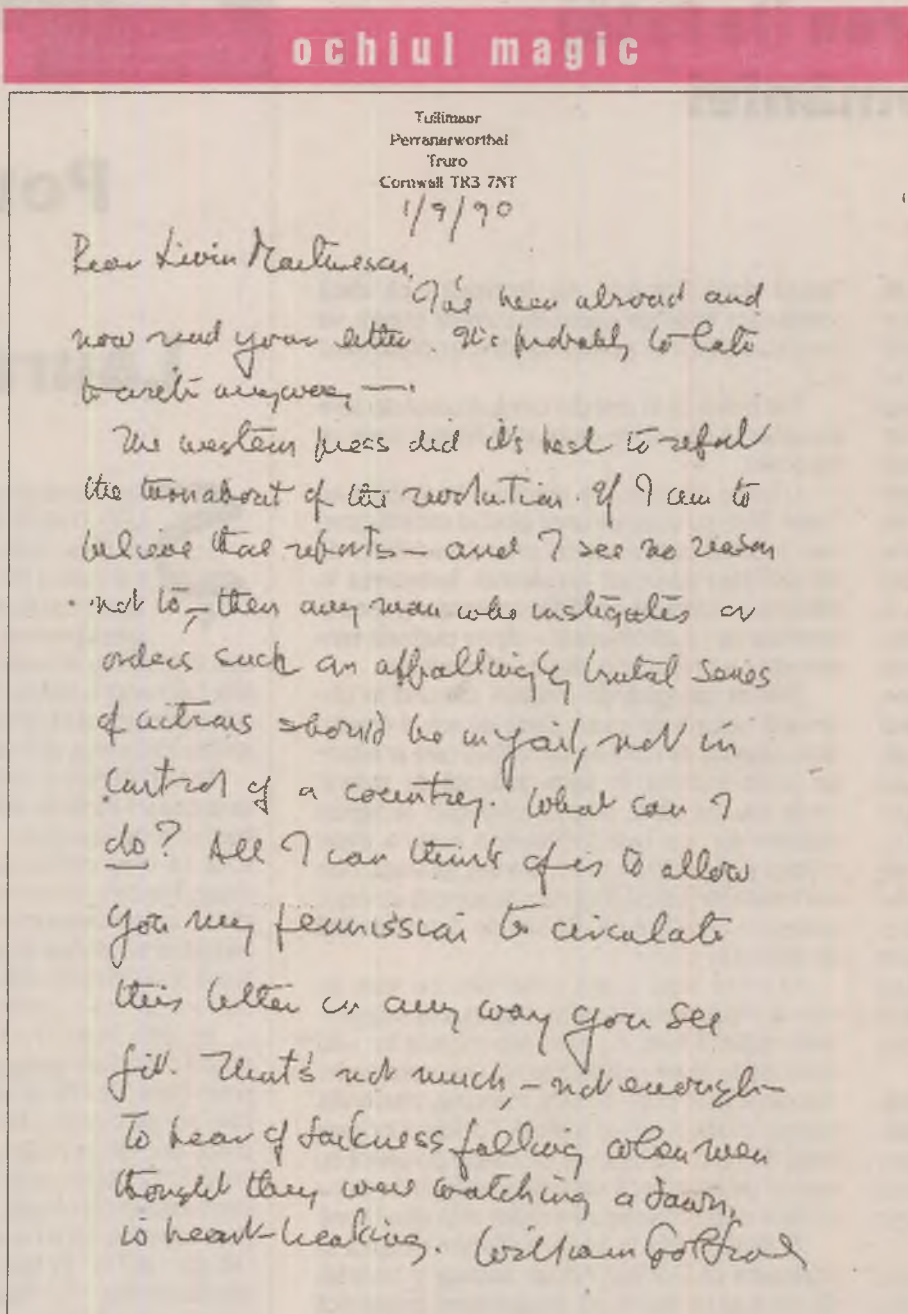 ochiul magic
Tullimaar
Perranarworthal
Truro
Cornwall TR3 7NT
1/9/90
Dear Liviu Martinescu,
I've been abroad and
now read your letter. It's probably to late
to write anyway —.
The western press did it's best to report
the turnabout of the revolution. If I am to
believe those reports — and I see no reason
not to, — then any man who instigates or
orders such an appallingly brutal series
of actions should be in jail, not in
control of a country. What can I
do? All I can think of is to allow
you my permission to circulate
this letter in any way you see
fit. That's not much, — not enough —
To hear of darkness falling when men
thought they were watching a dawn,
is heart-breaking. William Golding